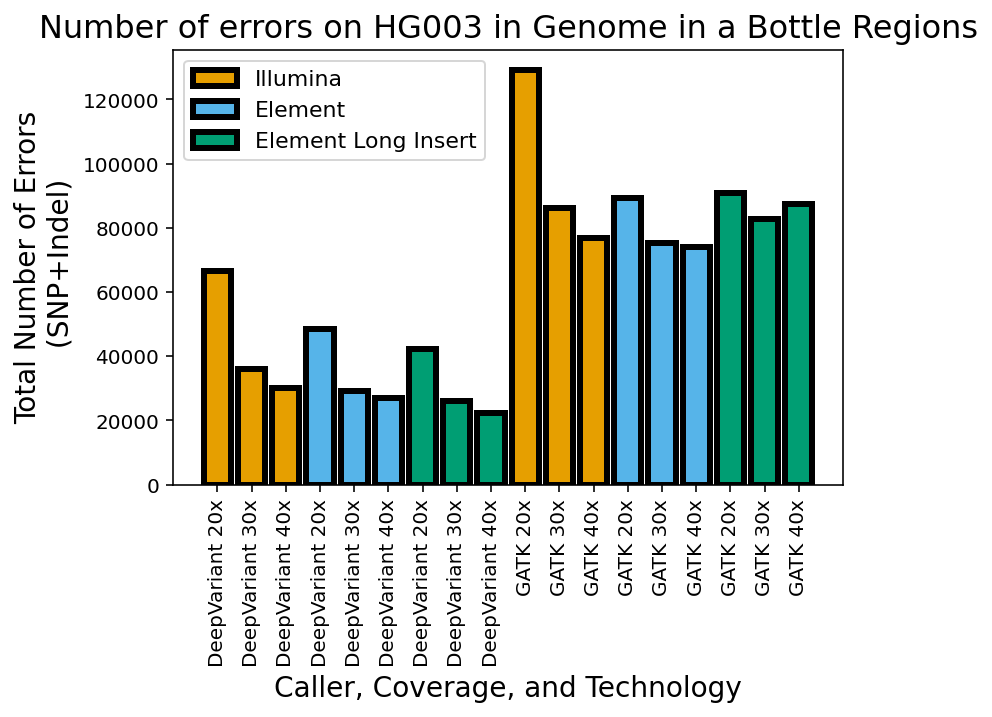 Number of errors on HG003 in Genome in a Bottle Regions
Illumina
Element
Element Long Insert
Total Number of Errors
(SNP+Indel)
120000
100000
80000
60000
40000
20000
0
DeepVariant 20x
DeepVariant 30x
DeepVariant 40x
DeepVariant 20x
DeepVariant 30x
DeepVariant 40x
DeepVariant 20x
DeepVariant 30x
DeepVariant 40x
GATK 20x
GATK 30x
GATK 40x
GATK 20x
GATK 30x
GATK 40x
GATK 20x
GATK 30x
GATK 40x
Caller, Coverage, and Technology